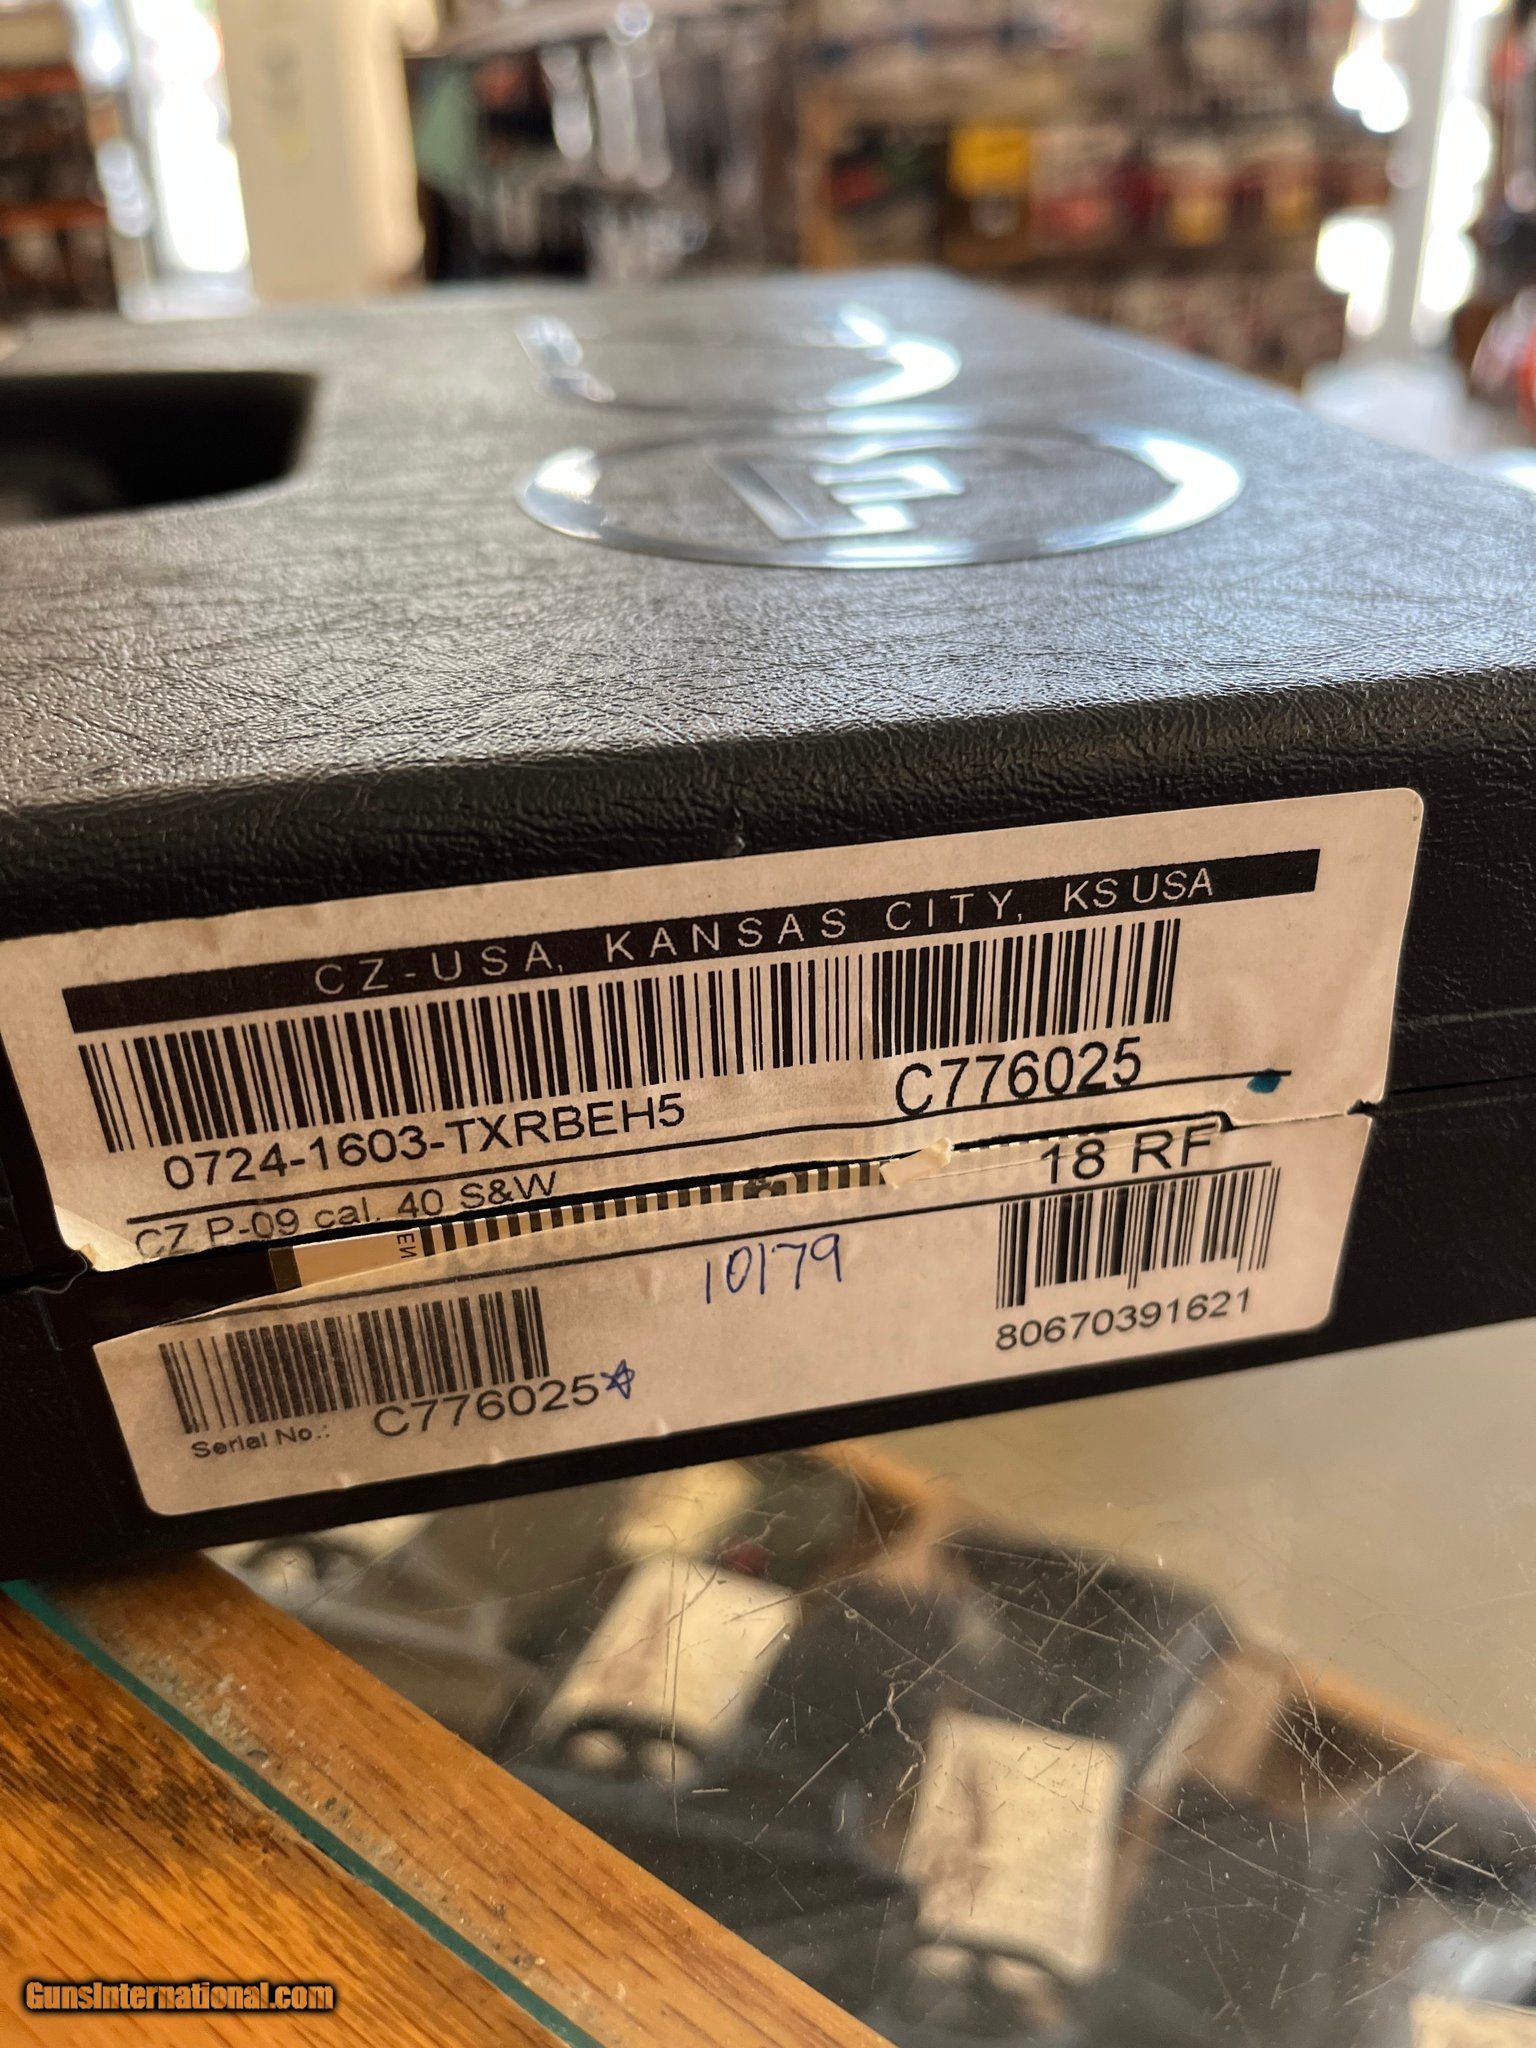 CZ-USA, KANSAS CITY, KS USA
0724-1603-TXRBEH5
C776025
CZ P-09 cal. 40 S&W
18 RF
10179
80670391621
Serial No.: C776025
GunsInternational.com